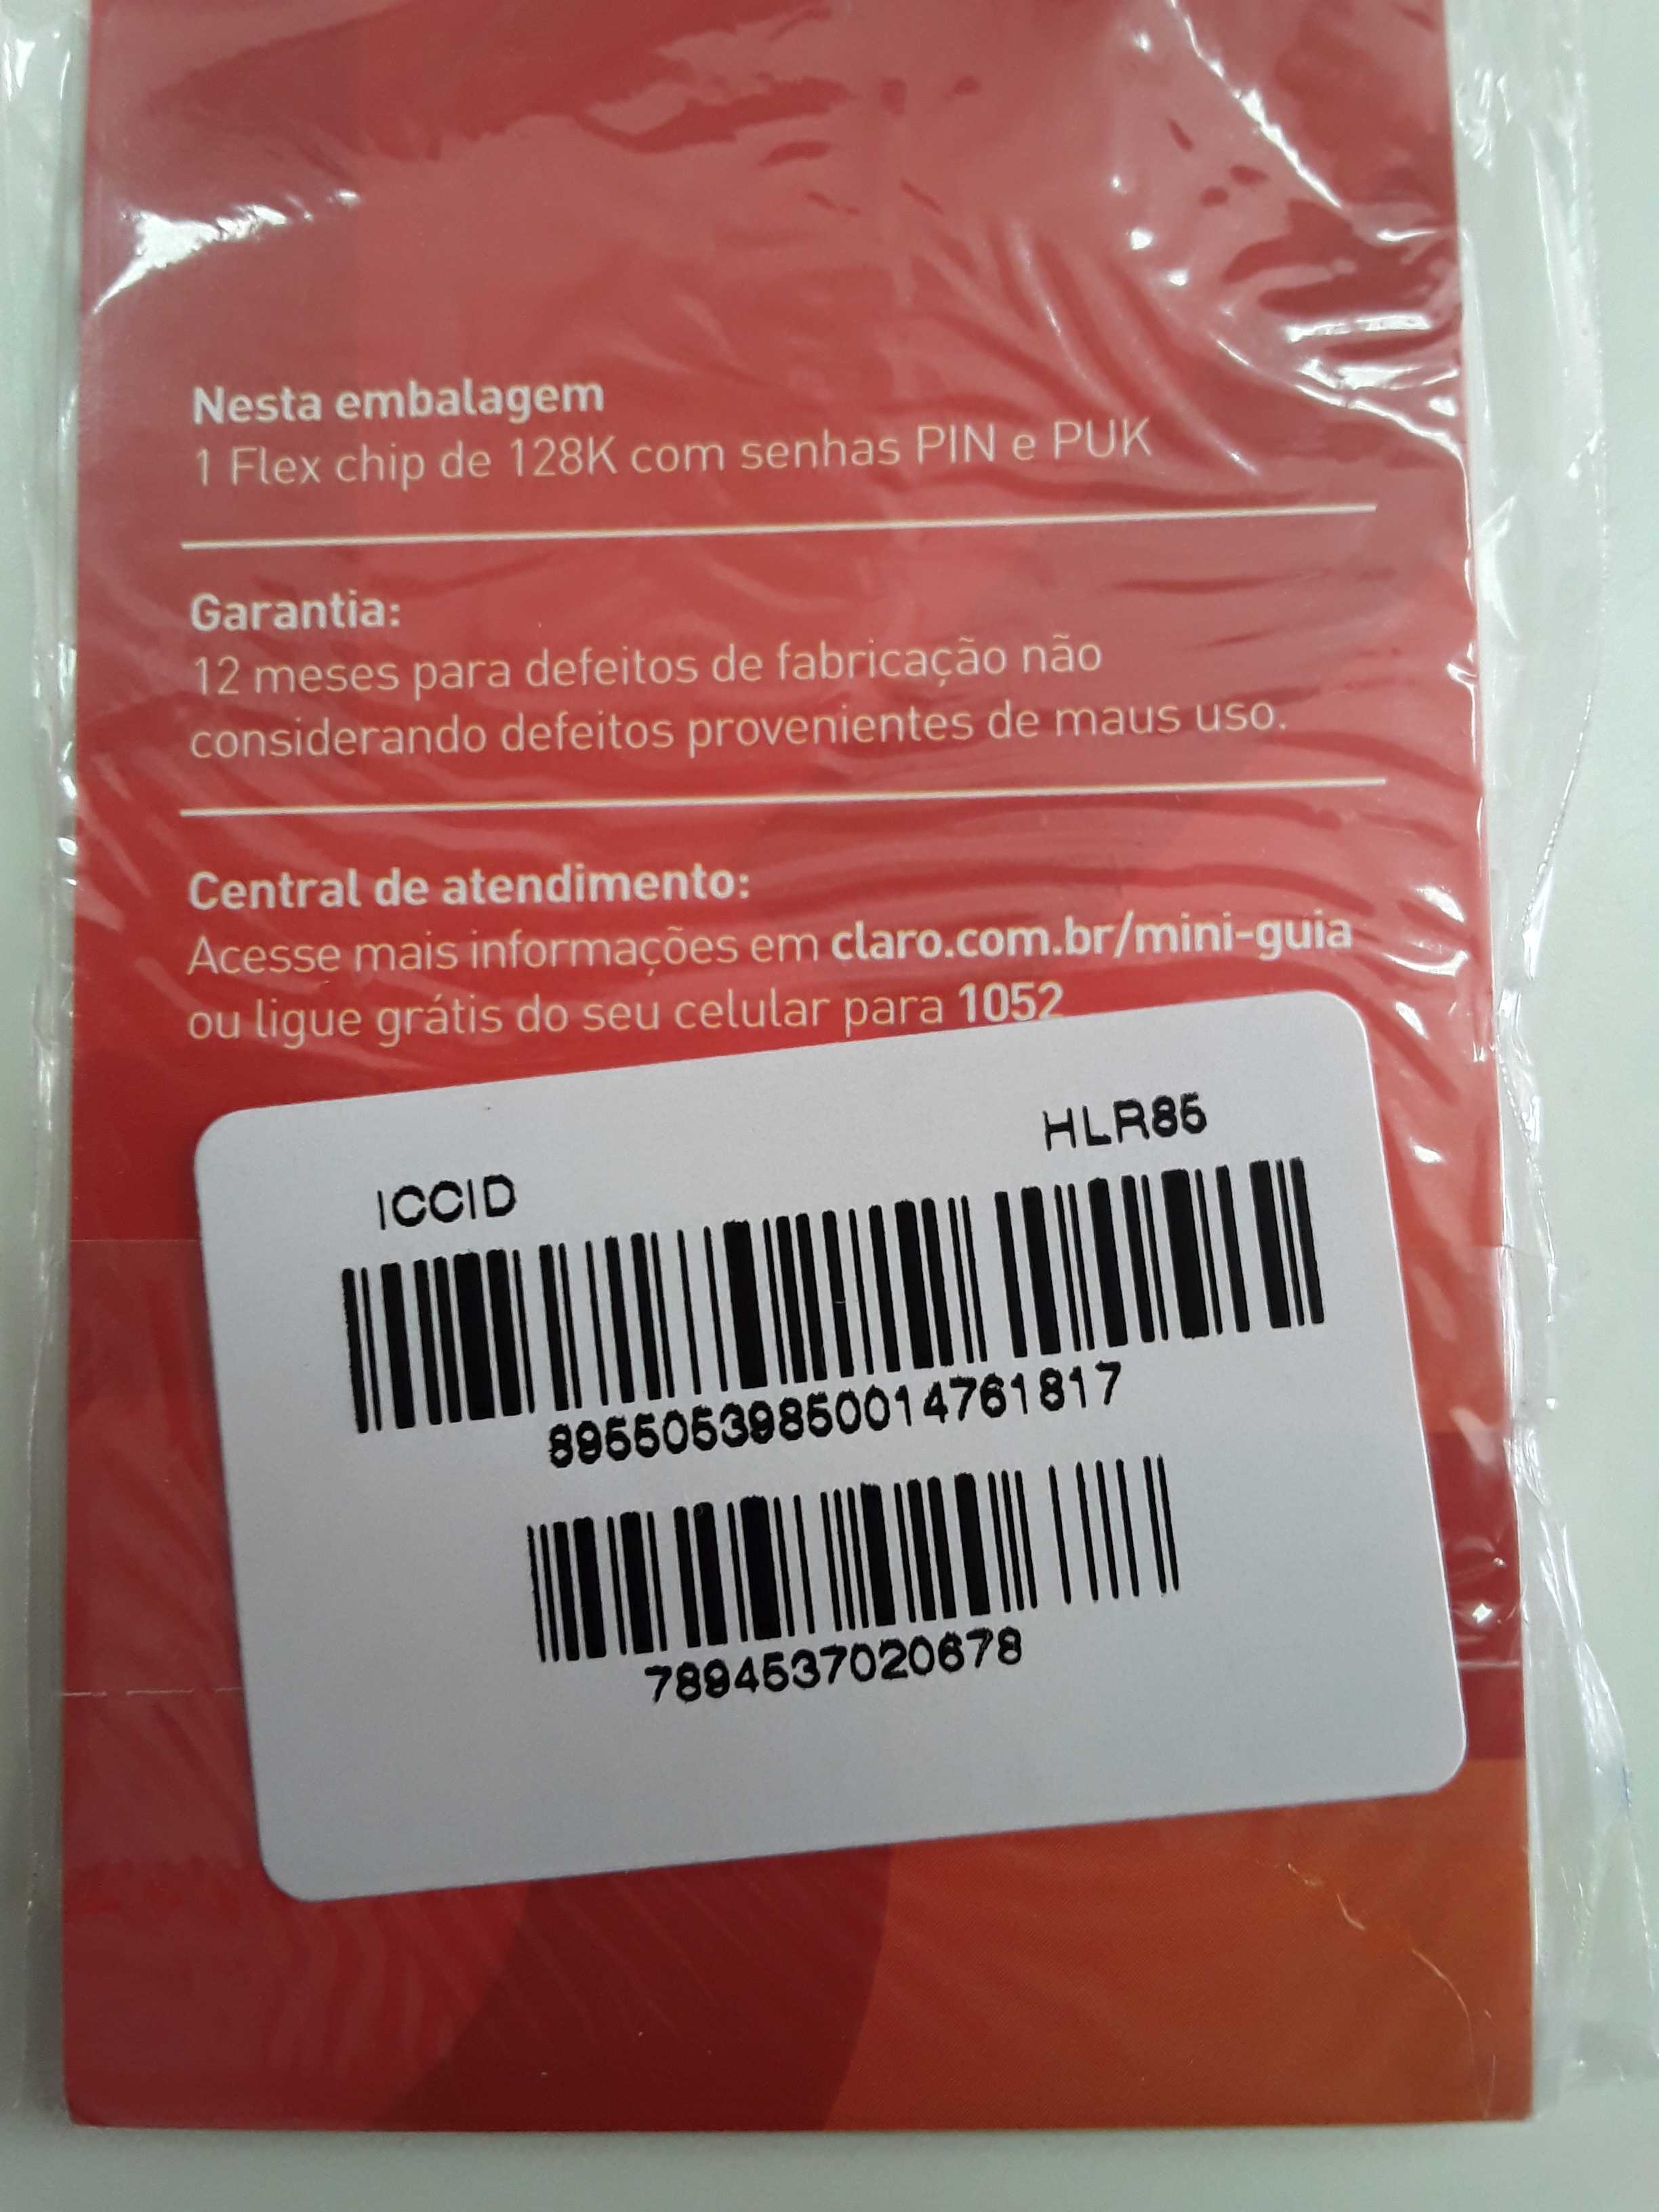 Nesta embalagem
1 Flex chip de 128K com senhas PIN e PUK
Garantia:
12 meses para defeitos de fabricação não
considerando defeitos provenientes de maus uso.
Central de atendimento:
Acesse mais informações em claro.com.br/mini-guia
ou ligue grátis do seu celular para 1052
HLR85
ICCID
89550539850014761817
7894537020678